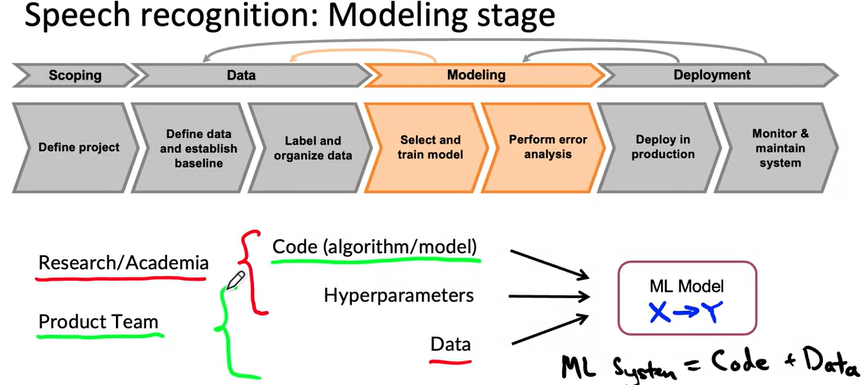 Speech recognition: Modeling stage
Scoping
Data
Modeling
Deployment
Define project
Define data
and establish
baseline
Label and
organize data
Select and
train model
Perform error
analysis
Deploy in
production
Monitor &
maintain
system
Research/Academia
Product Team
Code (algorithm/model)
Hyperparameters
Data
ML Model
X→Y
ML System = Code + Data